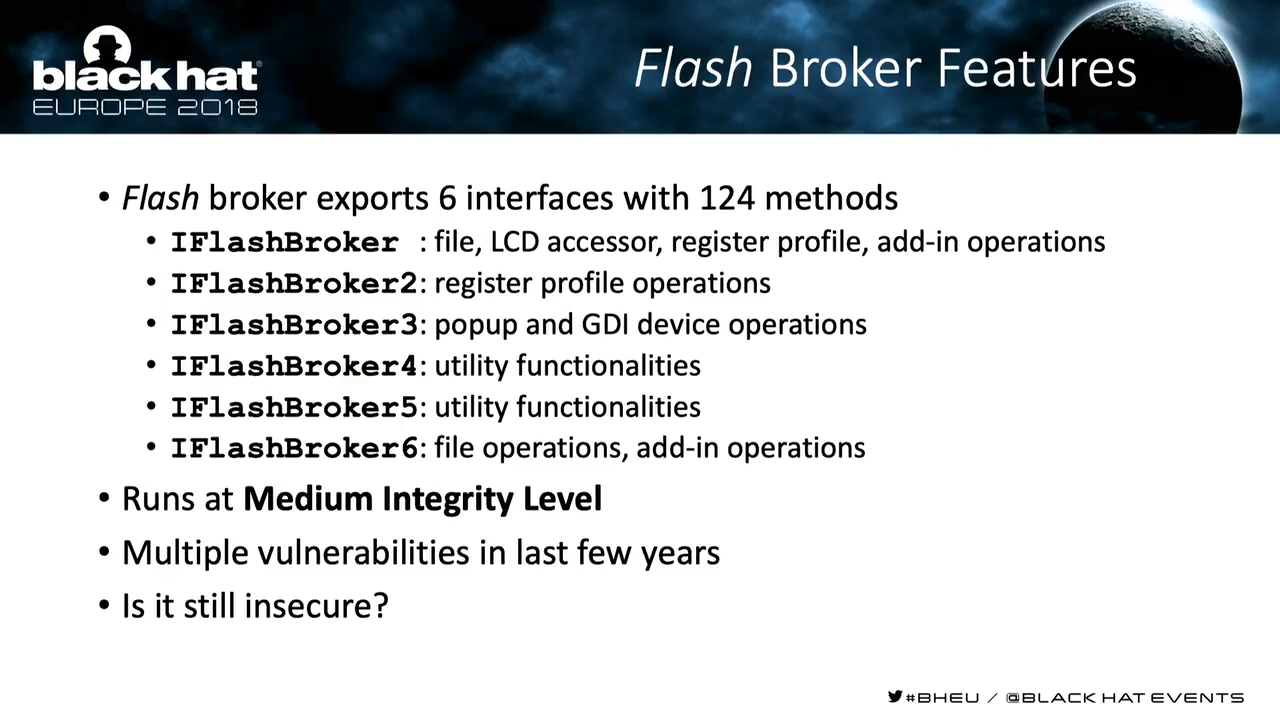 black hat®
EUROPE 2018
Flash Broker Features
• Flash broker exports 6 interfaces with 124 methods
• IFlashBroker : file, LCD accessor, register profile, add-in operations
• IFlashBroker2: register profile operations
• IFlashBroker3: popup and GDI device operations
• IFlashBroker4: utility functionalities
• IFlashBroker5: utility functionalities
• IFlashBroker6: file operations, add-in operations
• Runs at Medium Integrity Level
• Multiple vulnerabilities in last few years
• Is it still insecure?
#BHEU / @BLACK HAT EVENTS